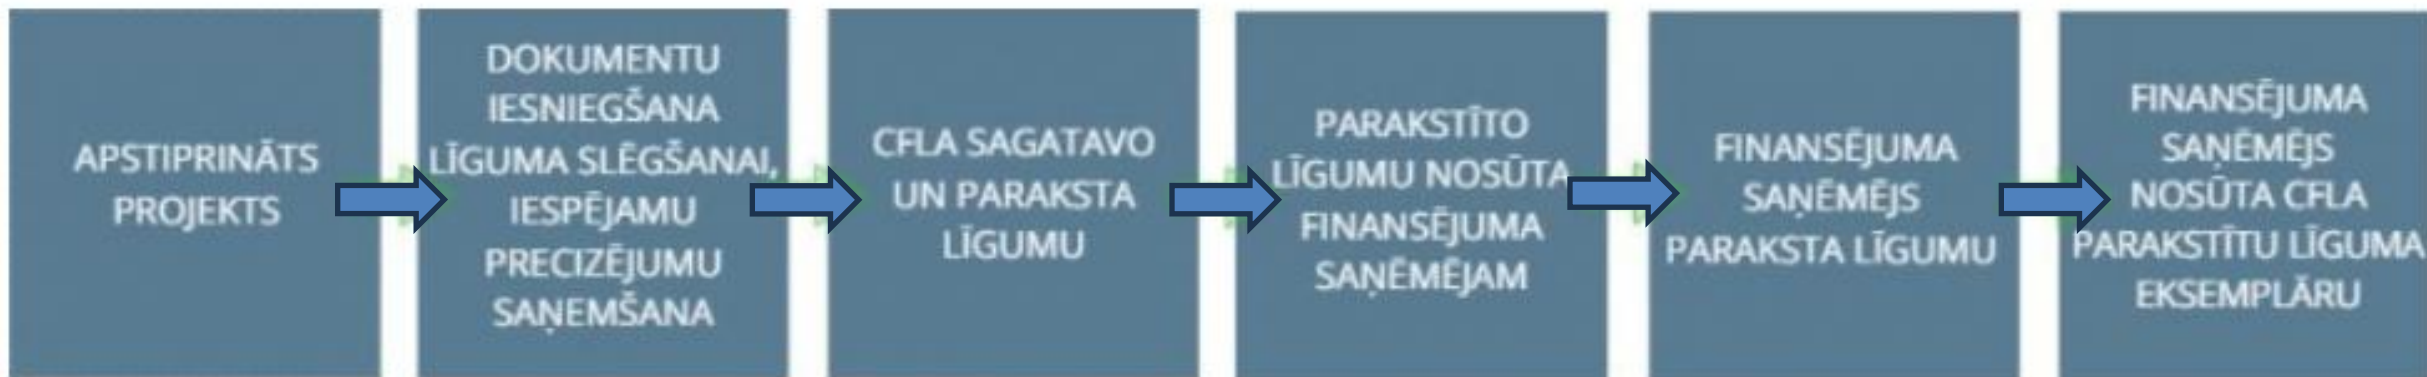 APSTIPRINĀTS
PROJEKTS
DOKUMENTU
IESNIEGŠANA
LĪGUMA SLĒGŠANAI,
IESPĒJAMU
PRECIZĒJUMU
SAŅEMŠANA
CFLA SAGATAVO
UN PARAKSTA
LĪGUMU
PARAKSTĪTO
LĪGUMU NOSŪTA
FINANSĒJUMA
SAŅĒMĒJAM
FINANSĒJUMA
SAŅĒMĒJS
PARAKSTA LĪGUMU
FINANSĒJUMA
SAŅĒMĒJS
NOSŪTA CFLA
PARAKSTĪTU LĪGUMA
EKSEMPLĀRU